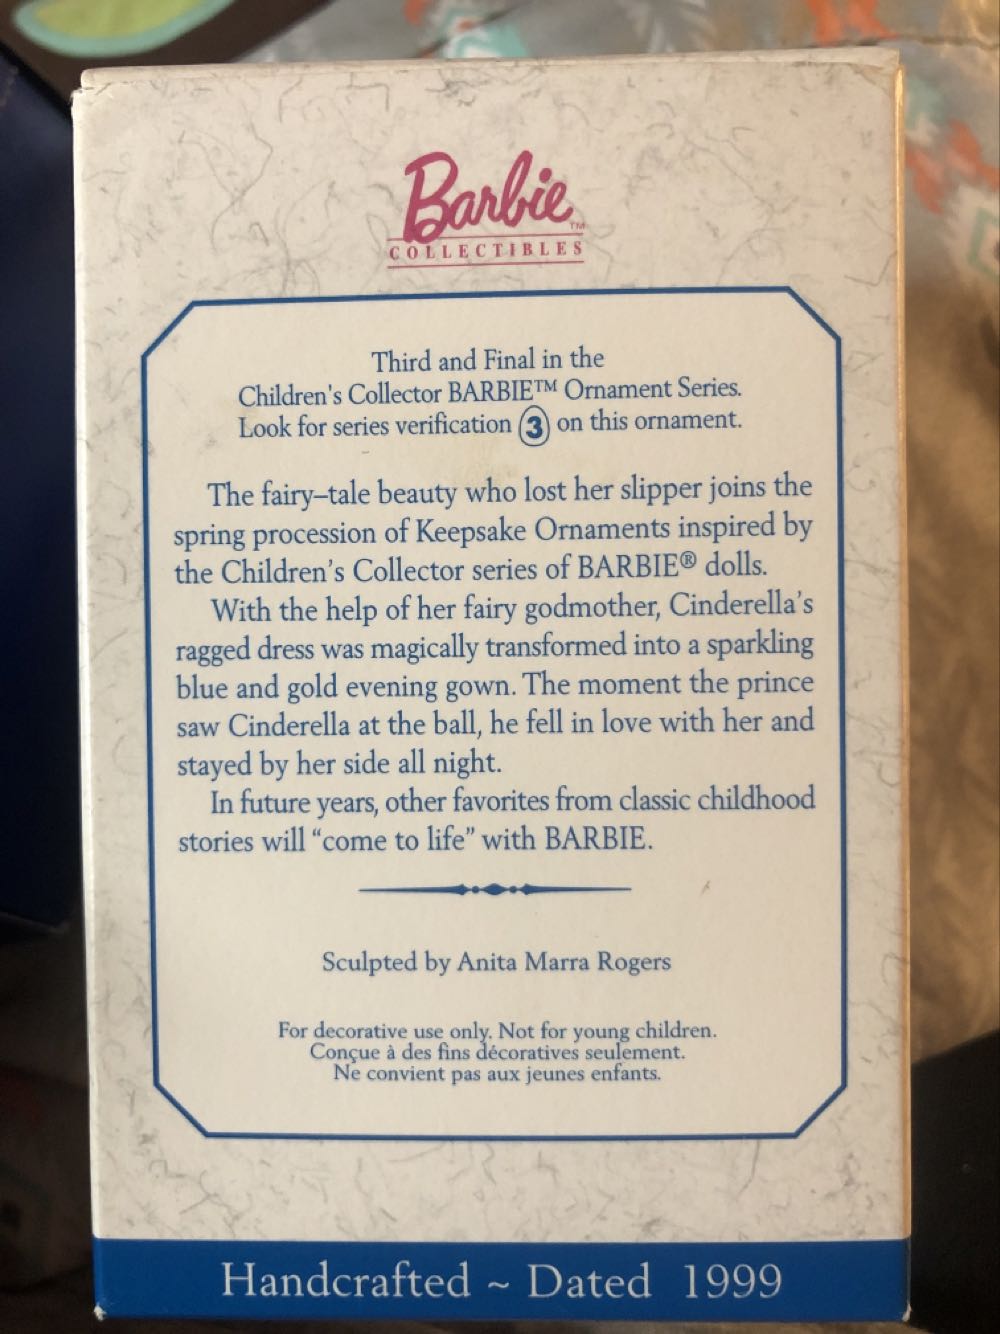 Barbie™
COLLECTIBLES
Third and Final in the
Children's Collector BARBIE™ Ornament Series.
Look for series verification 3 on this ornament.
The fairy–tale beauty who lost her slipper joins the
spring procession of Keepsake Ornaments inspired by
the Children's Collector series of BARBIE® dolls.
With the help of her fairy godmother, Cinderella's
ragged dress was magically transformed into a sparkling
blue and gold evening gown. The moment the prince
saw Cinderella at the ball, he fell in love with her and
stayed by her side all night.
In future years, other favorites from classic childhood
stories will “come to life” with BARBIE.
Sculpted by Anita Marra Rogers
For decorative use only. Not for young children.
Conçue à des fins décoratives seulement.
Ne convient pas aux jeunes enfants.
Handcrafted ~ Dated 1999